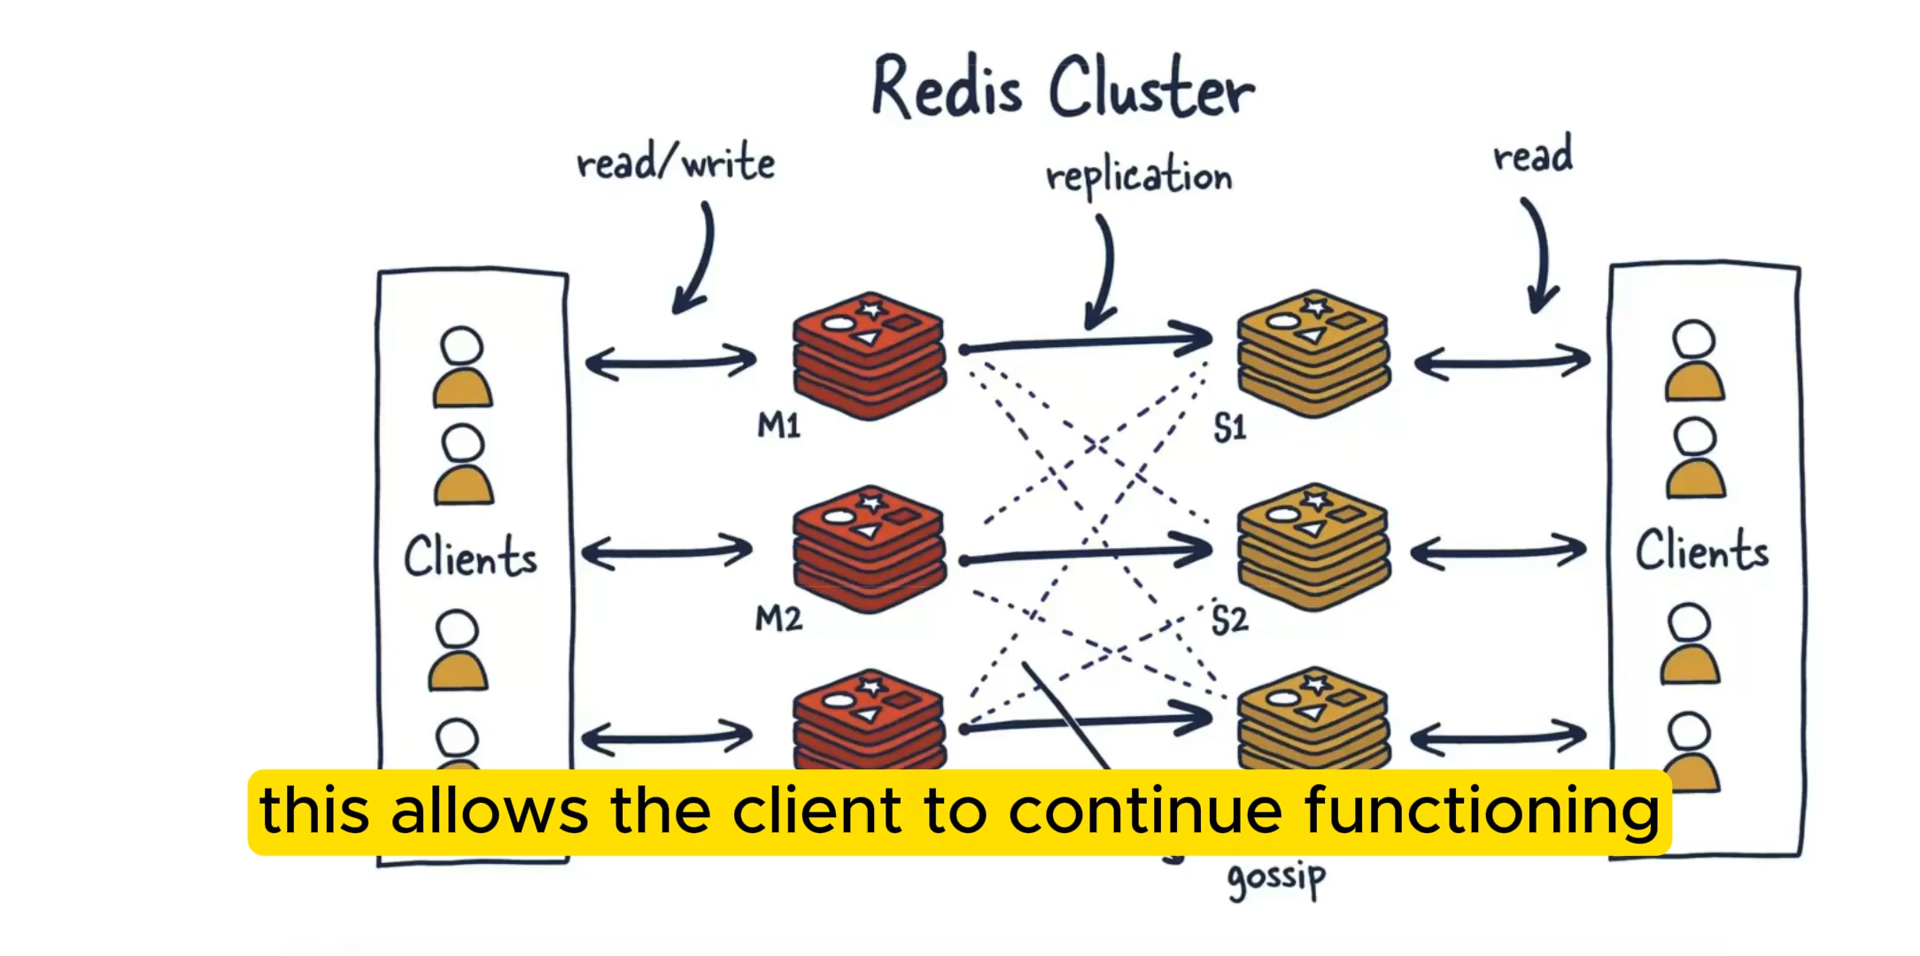 Redis Cluster
read/write
replication
read
M1
S1
Clients
Clients
M2
S2
this allows the client to continue functioning
gossip